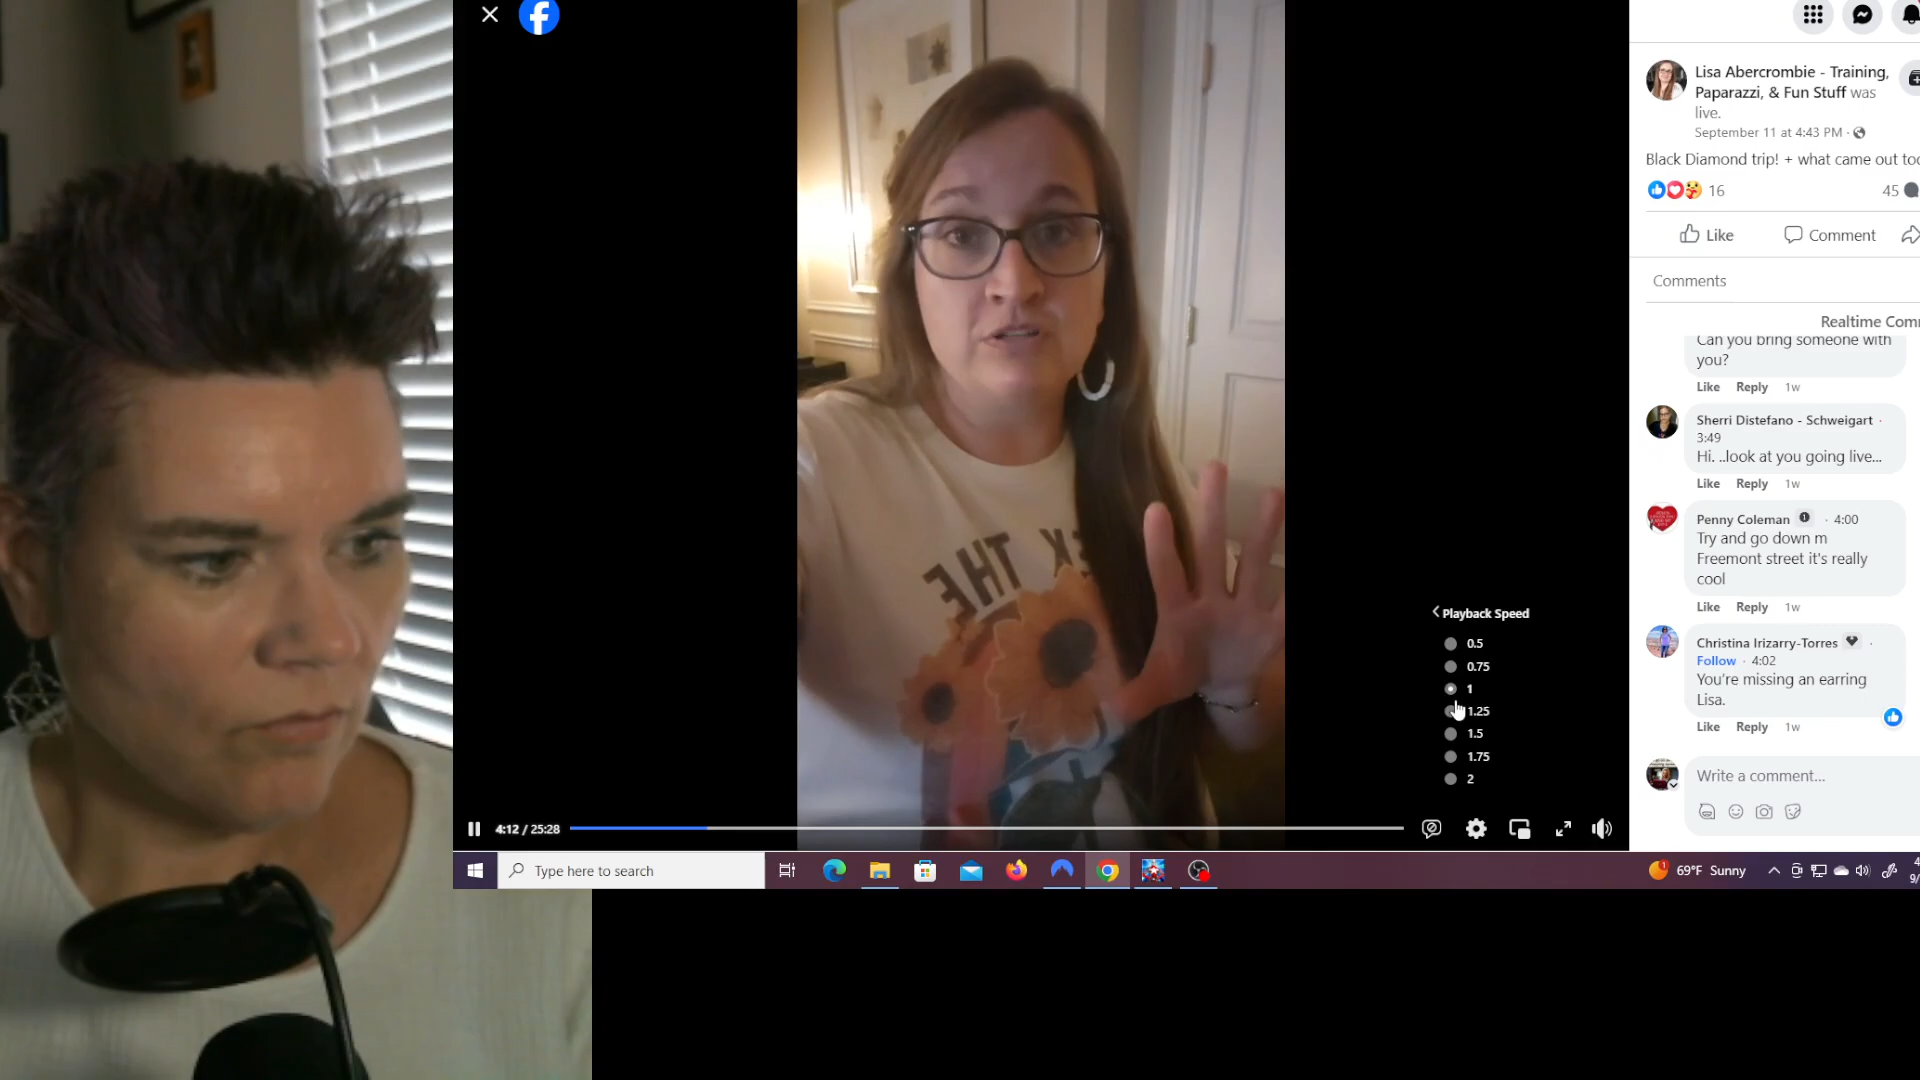 Lisa Abercrombie - Training,
Paparazzi, & Fun Stuff was
live.
September 11 at 4:43 PM ·
Black Diamond trip! + what came out
16
45
Like
Comment
Comments
Realtime
Can you bring someone with
you?
Like Reply 1w
Sherri Distefano - Schweigart ·
3:49
Hi. ..look at you going live...
Like Reply 1w
Penny Coleman · 4:00
Try and go down m
Freemont street it's really
cool
Like Reply 1w
Christina Irizarry-Torres ·
Follow · 4:02
You're missing an earring
Lisa.
Like Reply 1w
Write a comment...
THE
Playback Speed
0.5
0.75
1
1.25
1.5
1.75
2
4:12 / 25:28
Type here to search
69°F Sunny